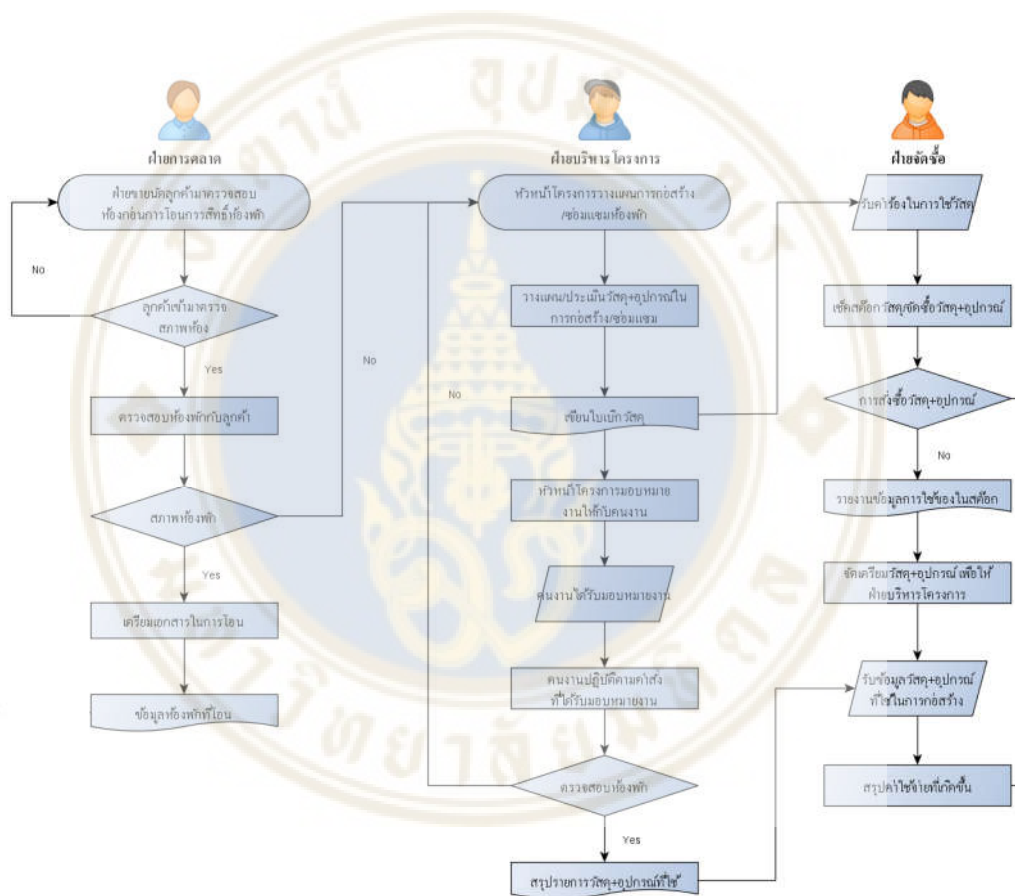 ฝ่ายการตลาด
ฝ่ายขายนัดลูกค้ามาตรวจสอบ
ห้องก่อนการโอนการสิทธิ์ห้องพัก
No
ลูกค้าเข้ามาตรวจ
สภาพห้อง
Yes
ตรวจสอบห้องพักกับลูกค้า
สภาพห้องพัก
No
Yes
เตรียมเอกสารในการโอน
ข้อมูลห้องพักที่โอน
ฝ่ายบริหารโครงการ
หัวหน้าโครงการวางแผนการก่อสร้าง
/ซ่อมแซมห้องพัก
วางแผน/ประเมินวัสดุ+อุปกรณ์ใน
การก่อสร้าง/ซ่อมแซม
No
เขียนใบเบิกวัสดุ
หัวหน้าโครงการมอบหมาย
งานให้กับคนงาน
คนงานได้รับมอบหมายงาน
คนงานปฏิบัติตามคำสั่ง
ที่ได้รับมอบหมายงาน
ตรวจสอบห้องพัก
Yes
สรุปรายการวัสดุ+อุปกรณ์ที่ใช้
ฝ่ายจัดซื้อ
รับคำร้องในการใช้วัสดุ
เช็คสต๊อกวัสดุ/จัดซื้อวัสดุ+อุปกรณ์
การสั่งซื้อวัสดุ+อุปกรณ์
No
รายงานข้อมูลการใช้ของในสต๊อก
จัดเตรียมวัสดุ+อุปกรณ์ เพื่อให้
ฝ่ายบริหารโครงการ
รับข้อมูลวัสดุ+อุปกรณ์
ที่ใช้ในการก่อสร้าง
สรุปค่าใช้จ่ายที่เกิดขึ้น